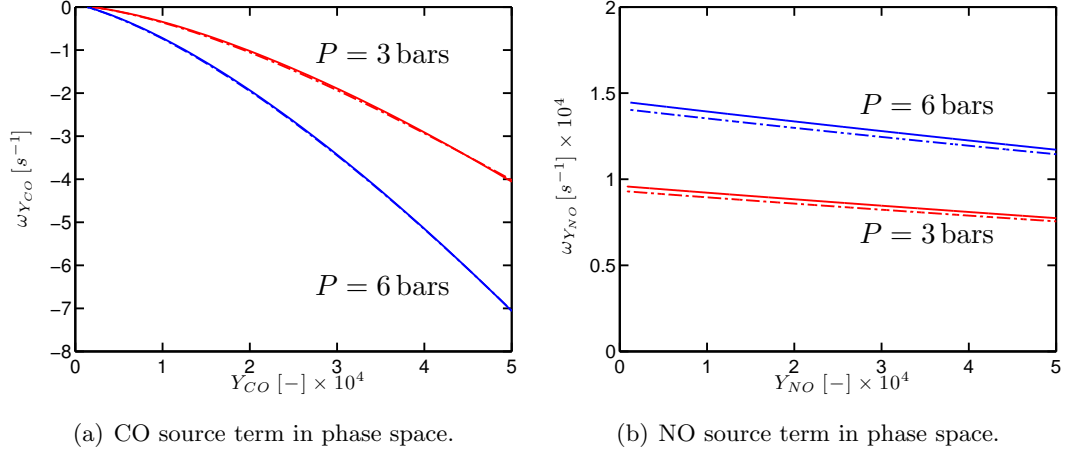 0
−1
−2
−3
−4
−5
−6
−7
−8
ω_{Y_{CO}} [s^{−1}]
P = 3 bars
P = 6 bars
0 1 2 3 4 5
Y_{CO} [−] × 10^4
(a) CO source term in phase space.
2
1.5
1
0.5
0
ω_{Y_{NO}} [s^{−1}] × 10^4
P = 6 bars
P = 3 bars
0 1 2 3 4 5
Y_{NO} [−] × 10^4
(b) NO source term in phase space.